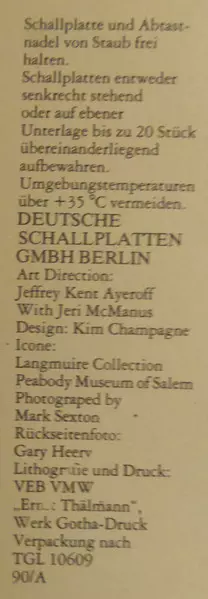 Schallplatte und Abtast-
nadel von Staub frei
halten.
Schallplatten entweder
senkrecht stehend
oder auf ebener
Unterlage bis zu 20 Stück
übereinanderliegend
aufbewahren.
Umgebungstemperaturen
über +35 °C vermeiden.
DEUTSCHE
SCHALLPLATTEN
GMBH BERLIN
Art Direction:
Jeffrey Kent Ayeroff
With Jeri McManus
Design: Kim Champagne
Icone:
Langmuire Collection
Peabody Museum of Salem
Photograped by
Mark Sexton
Rückseitenfoto:
Gary Heerv
Lithografie und Druck:
VEB VMW
„Ernst Thälmann“,
Werk Gotha-Druck
Verpackung nach
TGL 10609
90/A